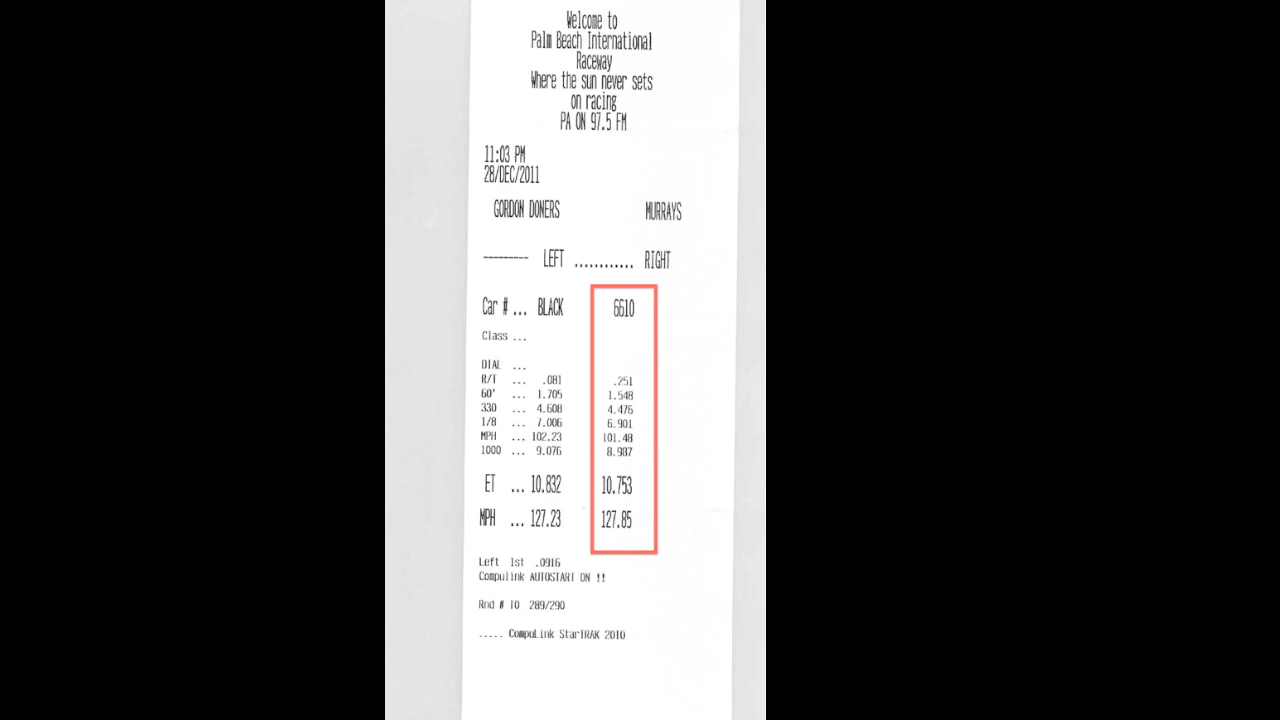 Welcome to
Palm Beach International
Raceway
Where the sun never sets
on racing
PA ON 97.5 FM
11:03 PM
28/DEC/2011
GORDON DONERS MURRAYS
--------- LEFT ............ RIGHT
Car # ... BLACK 6610
Class ...
DIAL ...
R/T ... .081 .251
60' ... 1.705 1.548
330 ... 4.608 4.476
1/8 ... 7.006 6.901
MPH ... 102.23 101.48
1000 ... 9.076 8.987
ET ... 10.832 10.753
MPH ... 127.23 127.85
Left 1st .0916
Compulink AUTOSTART ON !!
Rnd # TO 289/290
..... CompuLink StarTRAK 2010